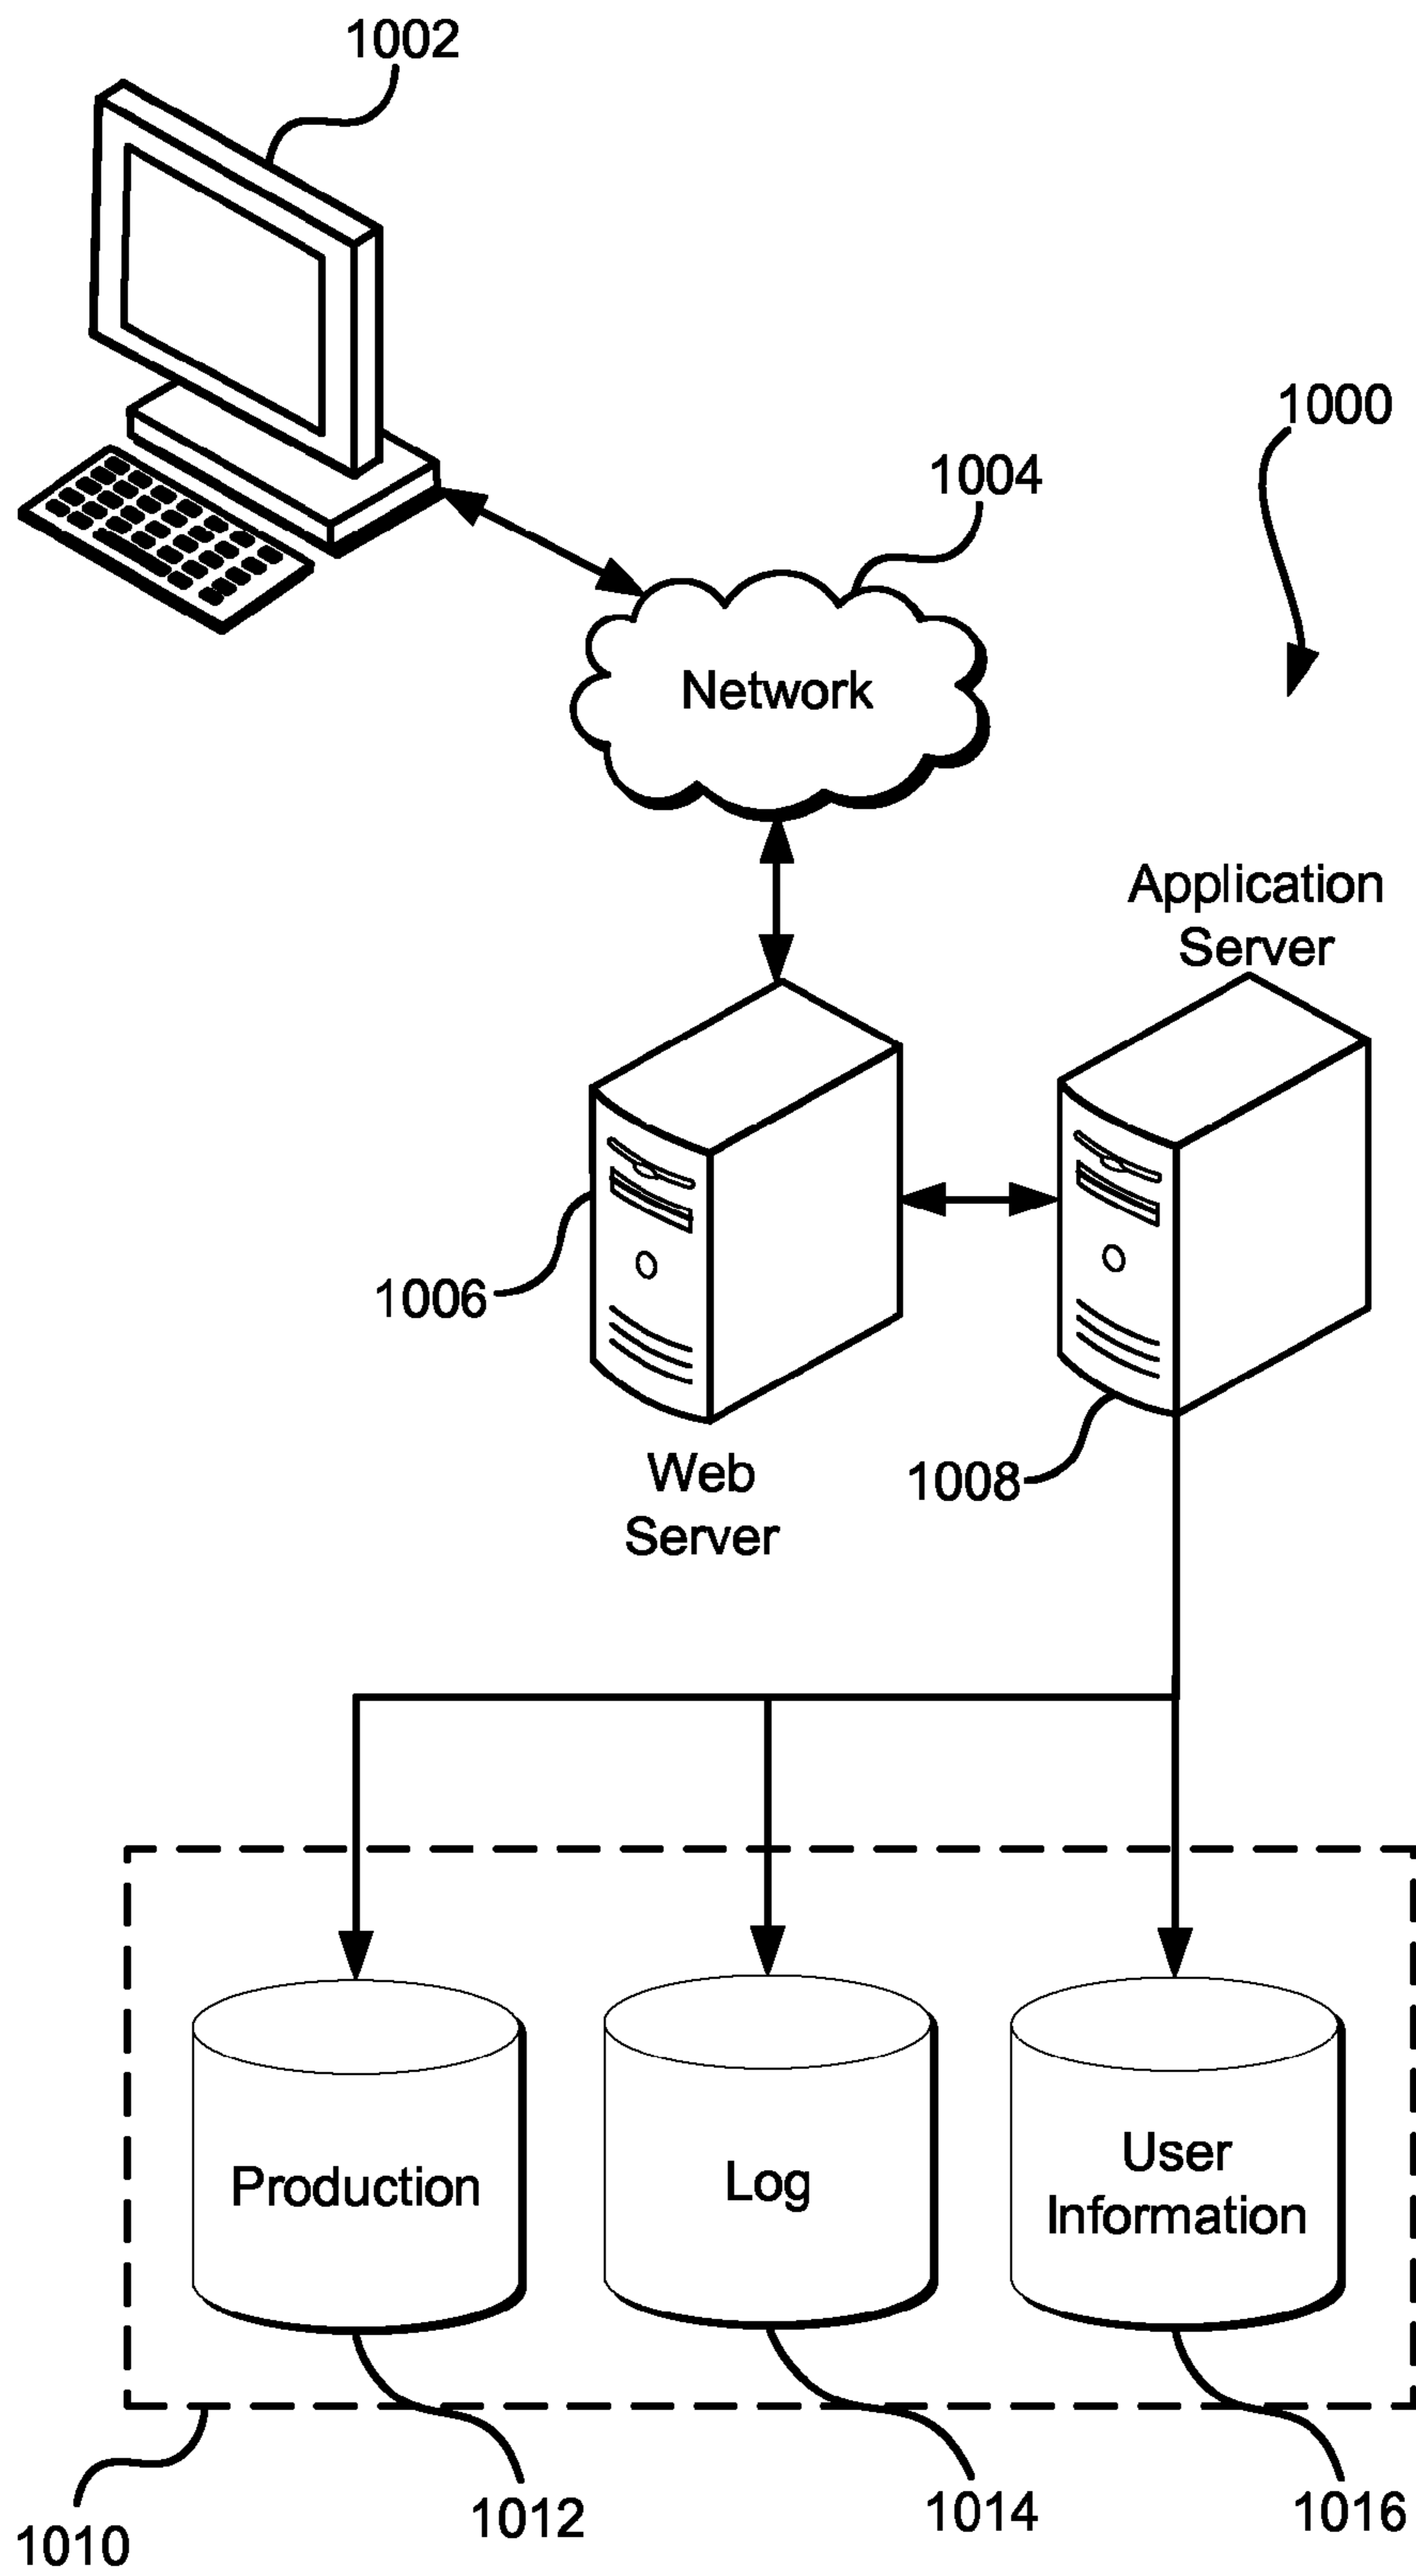 1002
1000
1004
Network
Application
Server
1006
Web
Server
1008
Production
Log
User
Information
1010
1012
1014
1016